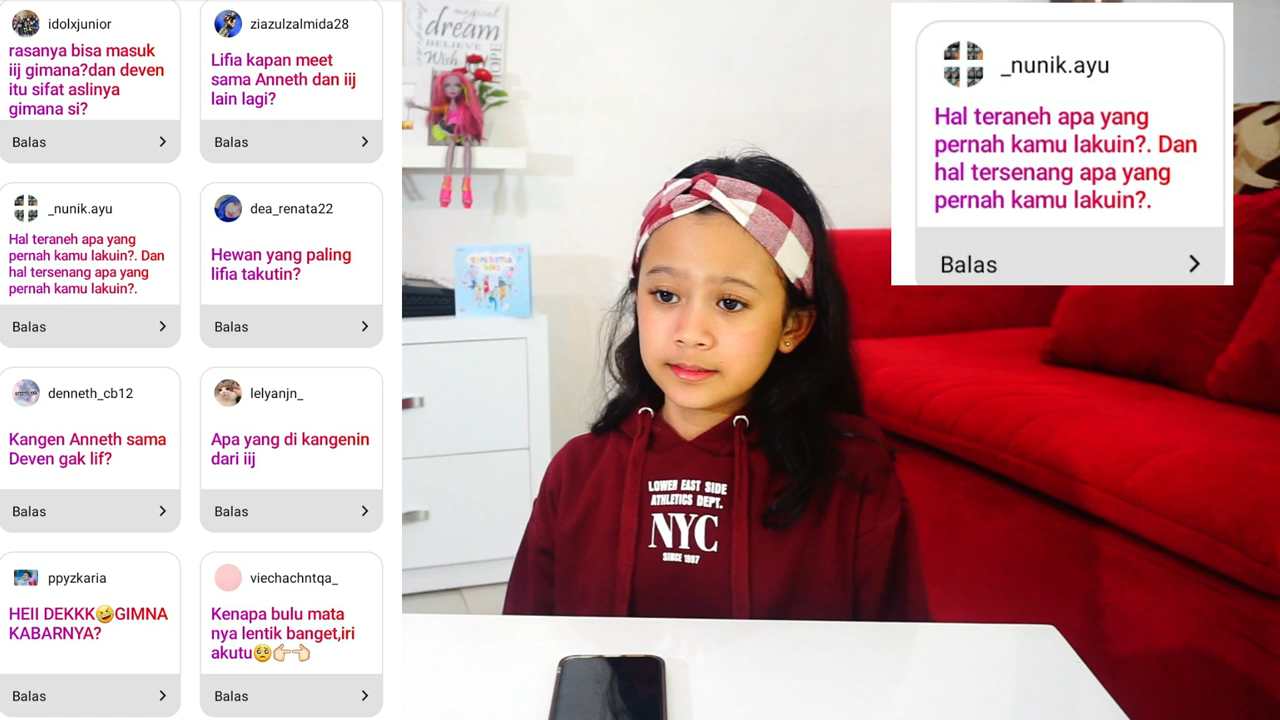 idolxjunior
rasanya bisa masuk
iij gimana?dan deven
itu sifat aslinya
gimana si?
Balas
ziazulzalmida28
Lifia kapan meet
sama Anneth dan iij
lain lagi?
Balas
_nunik.ayu
Hal teraneh apa yang
pernah kamu lakuin?. Dan
hal tersenang apa yang
pernah kamu lakuin?.
Balas
dea_renata22
Hewan yang paling
lifia takutin?
Balas
denneth_cb12
Kangen Anneth sama
Deven gak lif?
Balas
lelyanjn_
Apa yang di kangenin
dari iij
Balas
ppyzkaria
HEII DEKKK🤣GIMNA
KABARNYA?
Balas
viechachntqa_
Kenapa bulu mata
nya lentik banget,iri
akutu🥺👉🏻👈🏻
Balas
magical
dream
BELIEVE
Wish
HOPE
LOWER EAST SIDE
ATHLETICS DEPT.
NYC
SINCE 1987
_nunik.ayu
Hal teraneh apa yang
pernah kamu lakuin?. Dan
hal tersenang apa yang
pernah kamu lakuin?.
Balas